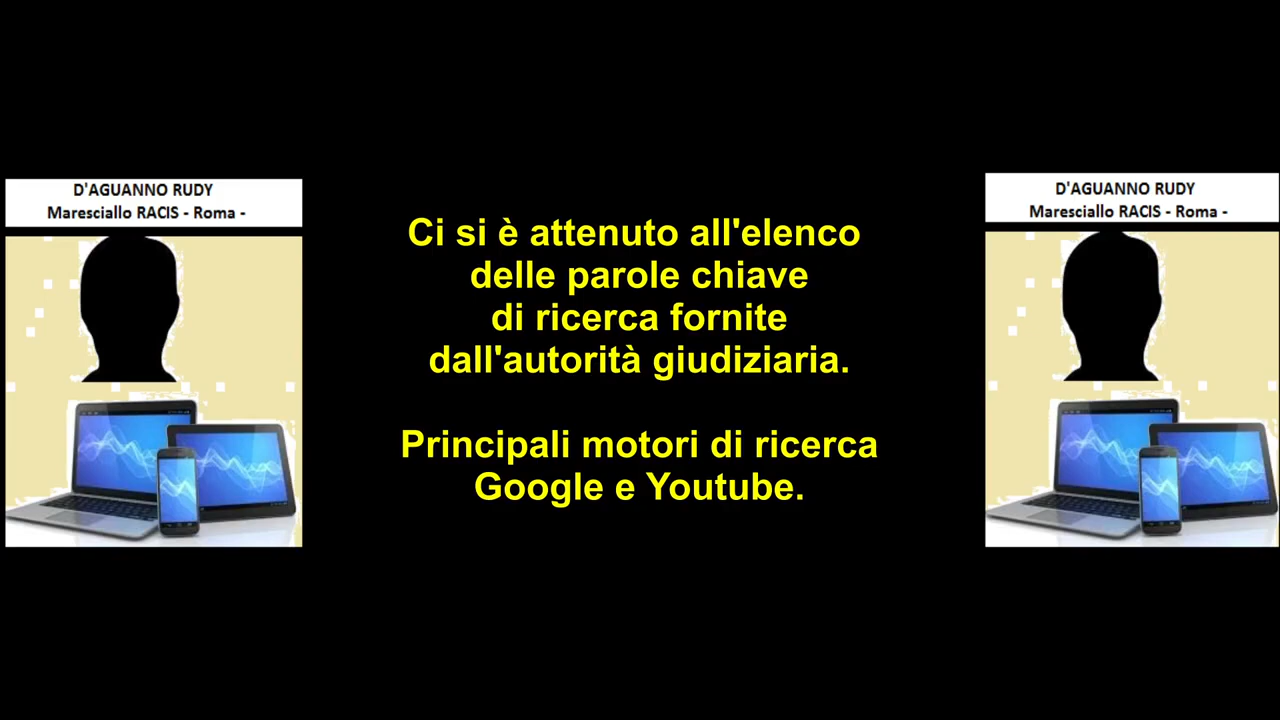 D'AGUANNO RUDY
Maresciallo RACIS - Roma -
Ci si è attenuto all'elenco
delle parole chiave
di ricerca fornite
dall'autorità giudiziaria.
Principali motori di ricerca
Google e Youtube.
D'AGUANNO RUDY
Maresciallo RACIS - Roma -